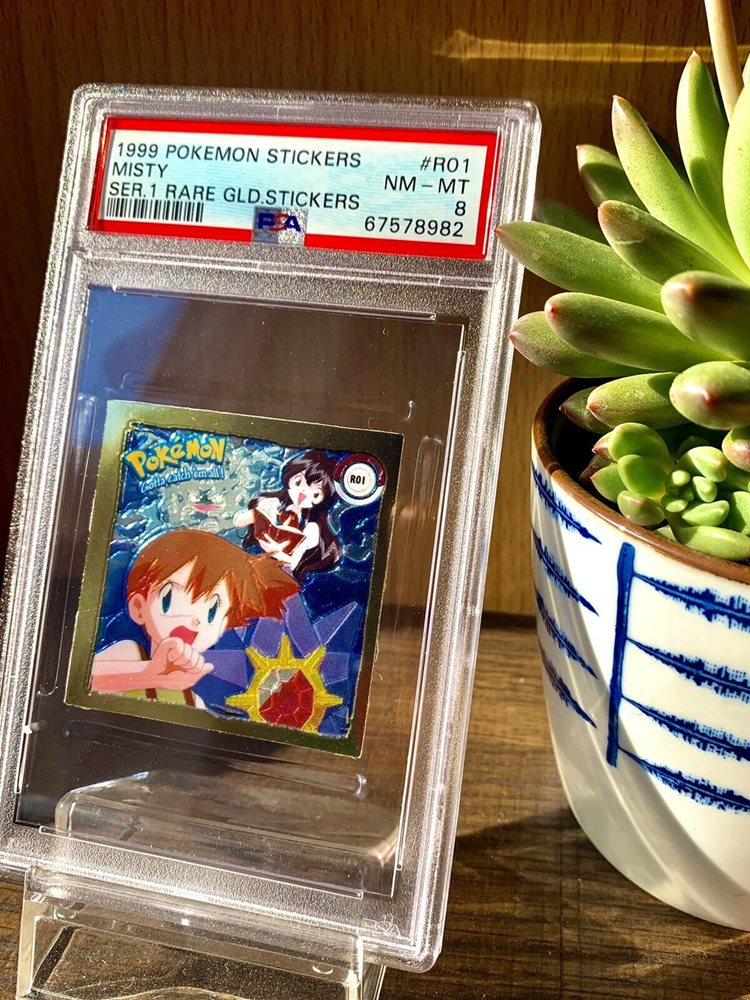 1999 POKEMON STICKERS #R01
MISTY NM - MT
SER.1 RARE GLD.STICKERS 8
PSA 67578982
POKéMON
Gotta catch 'em all!
R01
PSA